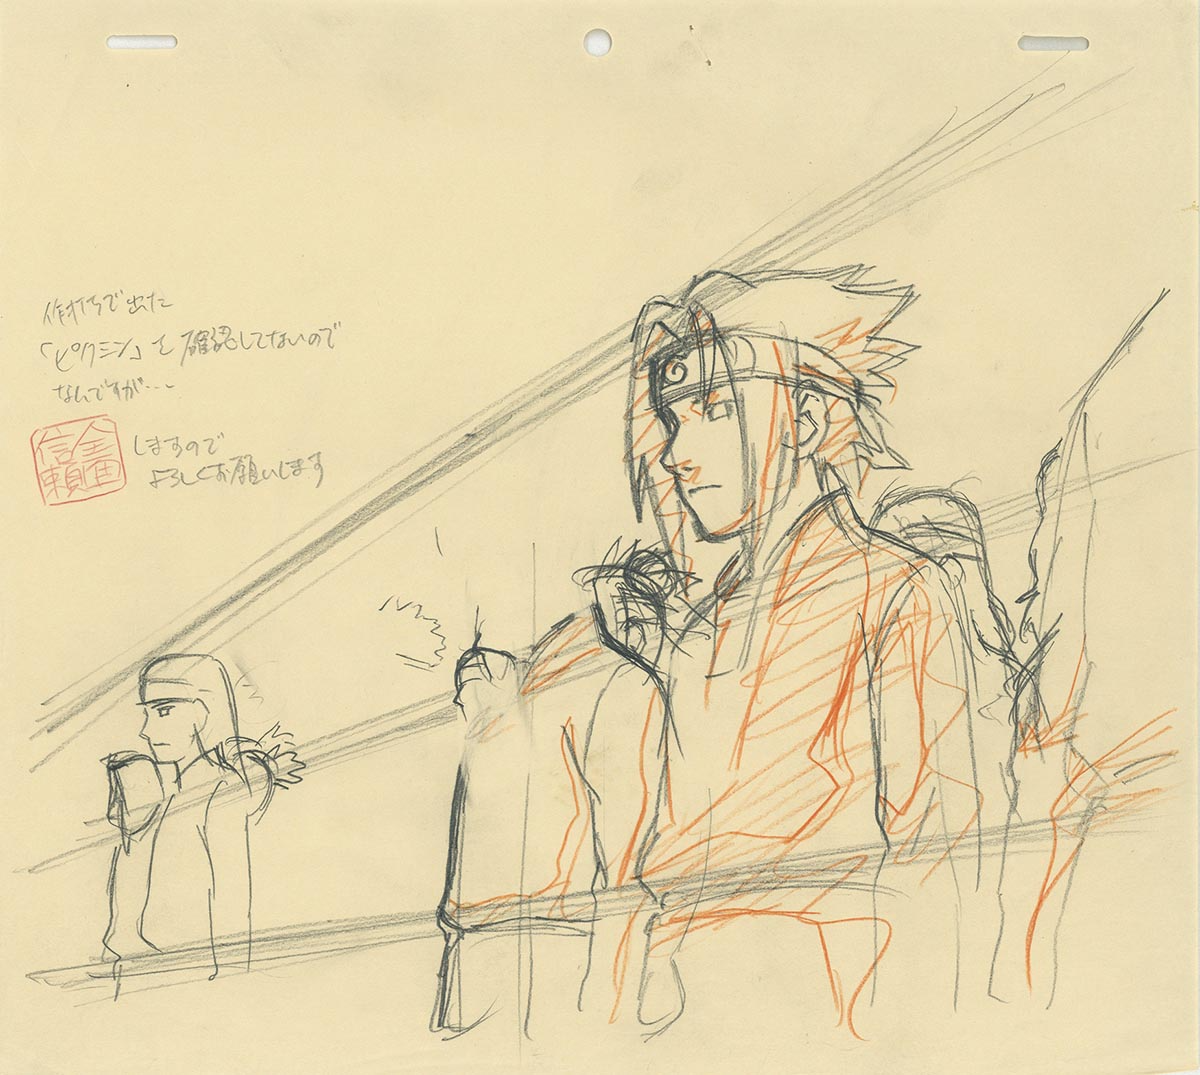 作打ちで出た
「ピクミン」を確認してないので
なんですが・・・
全面
信頼
しますので
よろしくお願いします